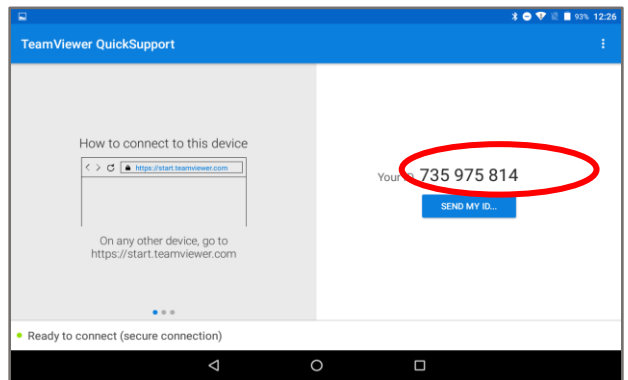 93% 12:26
TeamViewer QuickSupport
How to connect to this device
https://start.teamviewer.com
On any other device, go to
https://start.teamviewer.com
Your ID 735 975 814
SEND MY ID...
Ready to connect (secure connection)